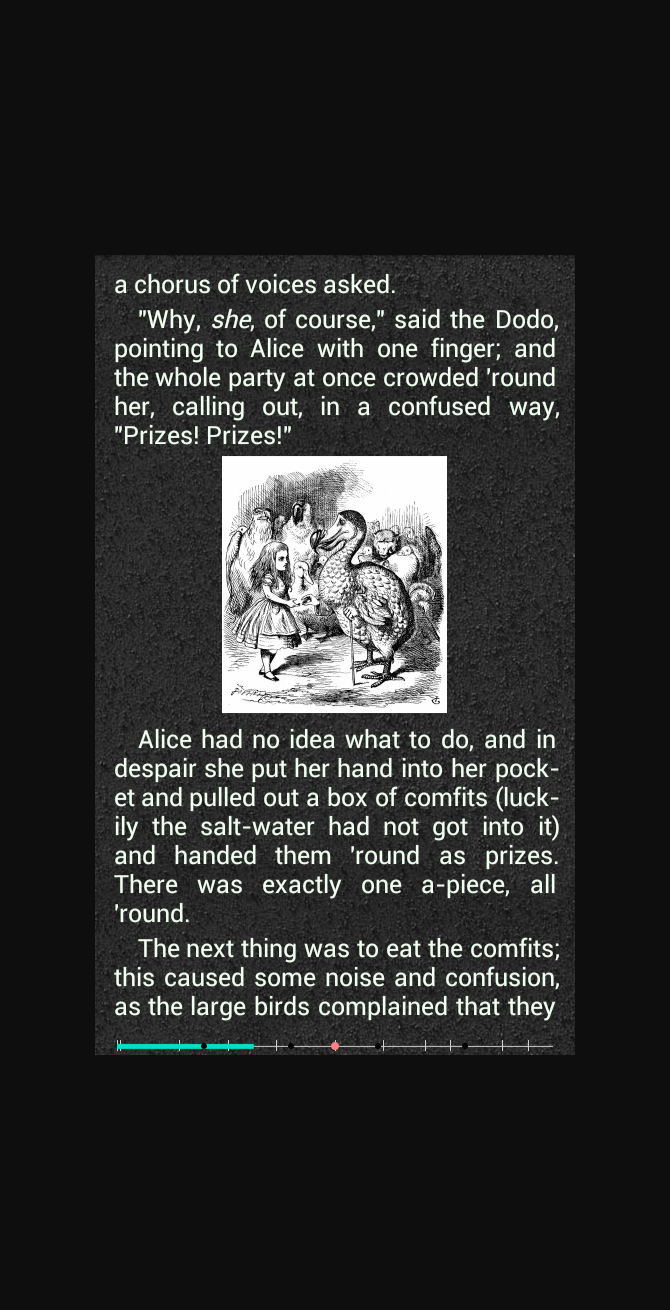 a chorus of voices asked.
"Why, she, of course," said the Dodo,
pointing to Alice with one finger; and
the whole party at once crowded 'round
her, calling out, in a confused way,
"Prizes! Prizes!"
Alice had no idea what to do, and in
despair she put her hand into her pock-
et and pulled out a box of comfits (luck-
ily the salt-water had not got into it)
and handed them 'round as prizes.
There was exactly one a-piece, all
'round.
The next thing was to eat the comfits;
this caused some noise and confusion,
as the large birds complained that they